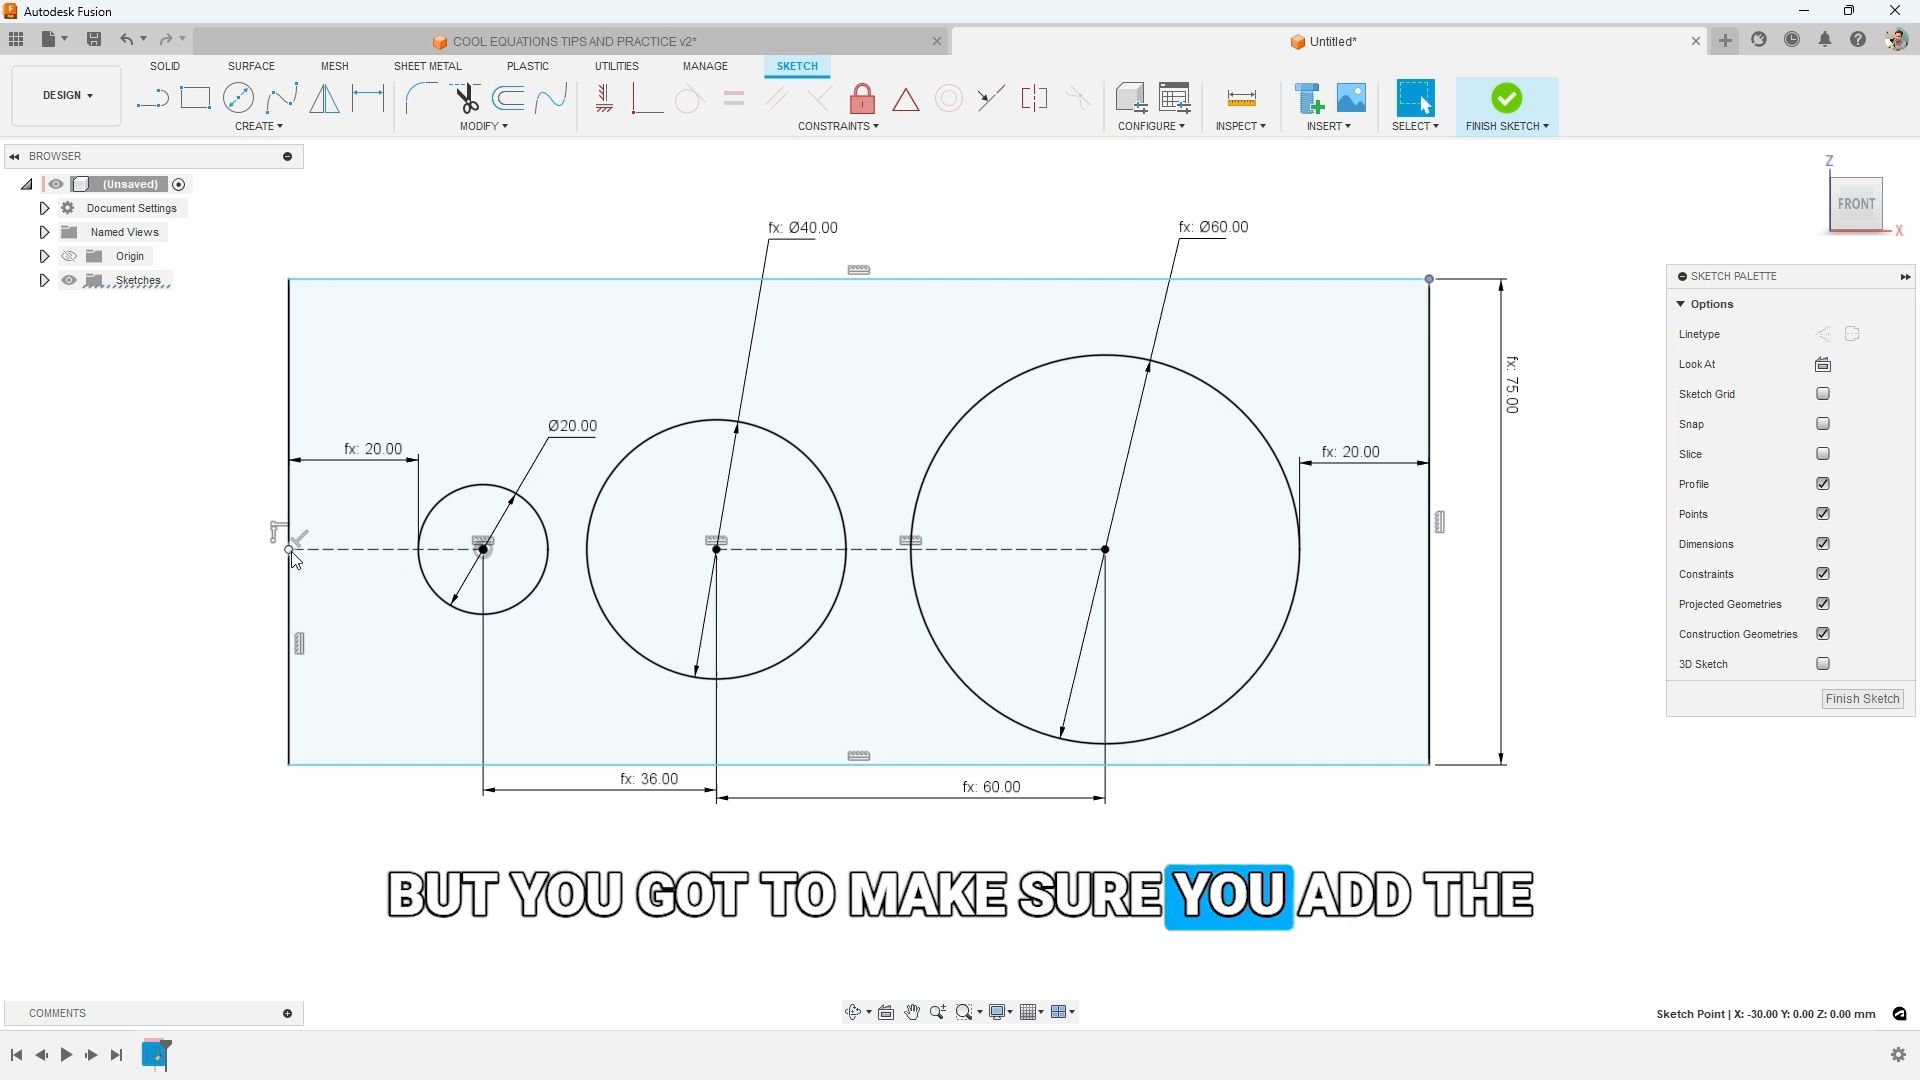 Autodesk Fusion
COOL EQUATIONS TIPS AND PRACTICE v2*
Untitled*
DESIGN
SOLID
SURFACE
MESH
SHEET METAL
PLASTIC
UTILITIES
MANAGE
SKETCH
CREATE
MODIFY
CONSTRAINTS
CONFIGURE
INSPECT
INSERT
SELECT
FINISH SKETCH
BROWSER
(Unsaved)
Document Settings
Named Views
Origin
Sketches
Z
FRONT
X
fx: Ø40.00
fx: Ø60.00
Ø20.00
fx: 20.00
fx: 20.00
fx: 75.00
fx: 36.00
fx: 60.00
SKETCH PALETTE
Options
Linetype
Look At
Sketch Grid
Snap
Slice
Profile
Points
Dimensions
Constraints
Projected Geometries
Construction Geometries
3D Sketch
Finish Sketch
BUT YOU GOT TO MAKE SURE YOU ADD THE
COMMENTS
Sketch Point | X: -30.00 Y: 0.00 Z: 0.00 mm